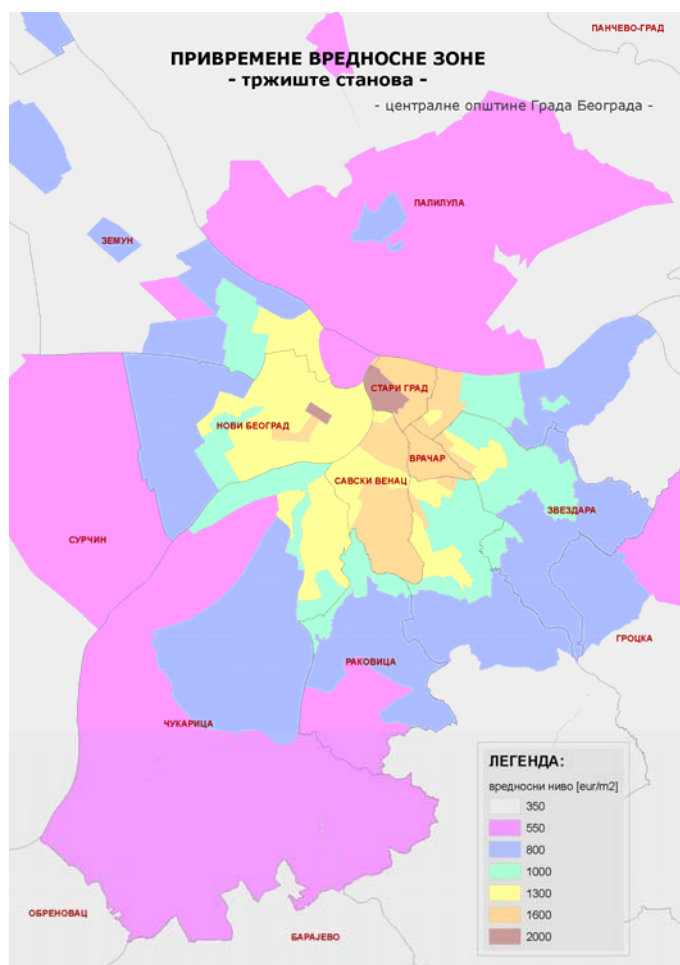 ПАНЧЕВО-ГРАД
ПРИВРЕМЕНЕ ВРЕДНОСНЕ ЗОНЕ
- тржиште станова -
- централне општине Града Београда -
ПАЛИЛУЛА
ЗЕМУН
СТАРИ ГРАД
НОВИ БЕОГРАД
ВРАЧАР
САВСКИ ВЕНАЦ
ЗВЕЗДАРА
СУРЧИН
ГРОЦКА
РАКОВИЦА
ЧУКАРИЦА
ЛЕГЕНДА:
вредносни ниво [eur/m2]
350
550
800
1000
1300
1600
2000
ОБРЕНОВАЦ
БАРАЈЕВО